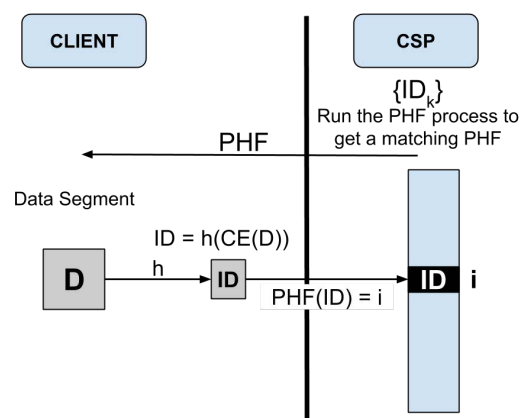 CLIENT
CSP
{ID_k}
Run the PHF process to
get a matching PHF
PHF
Data Segment
ID = h(CE(D))
h
D
ID
ID
i
PHF(ID) = i